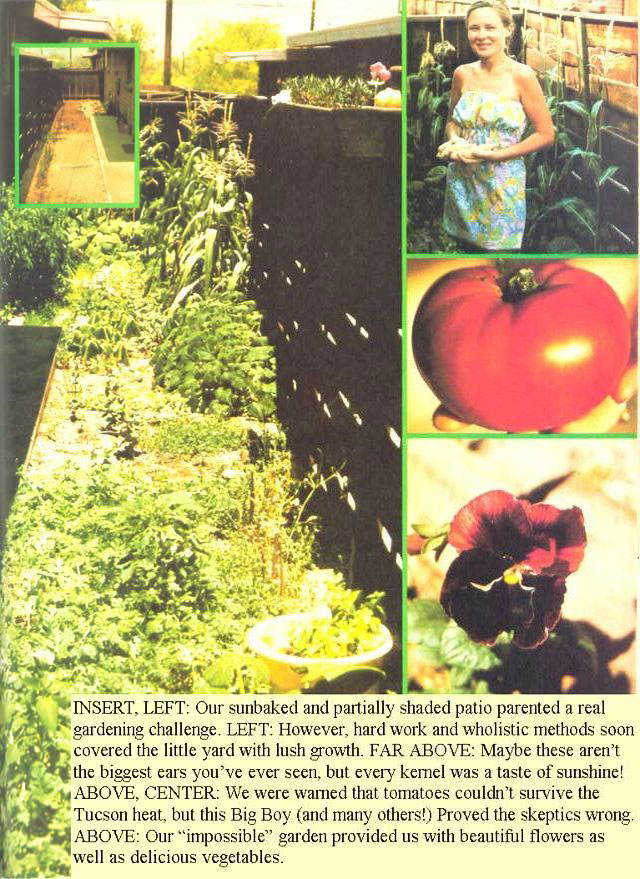 INSERT, LEFT: Our sunbaked and partially shaded patio parented a real
gardening challenge. LEFT: However, hard work and wholistic methods soon
covered the little yard with lush growth. FAR ABOVE: Maybe these aren't
the biggest ears you've ever seen, but every kernel was a taste of sunshine!
ABOVE, CENTER: We were warned that tomatoes couldn't survive the
Tucson heat, but this Big Boy (and many others!) Proved the skeptics wrong.
ABOVE: Our “impossible” garden provided us with beautiful flowers as
well as delicious vegetables.